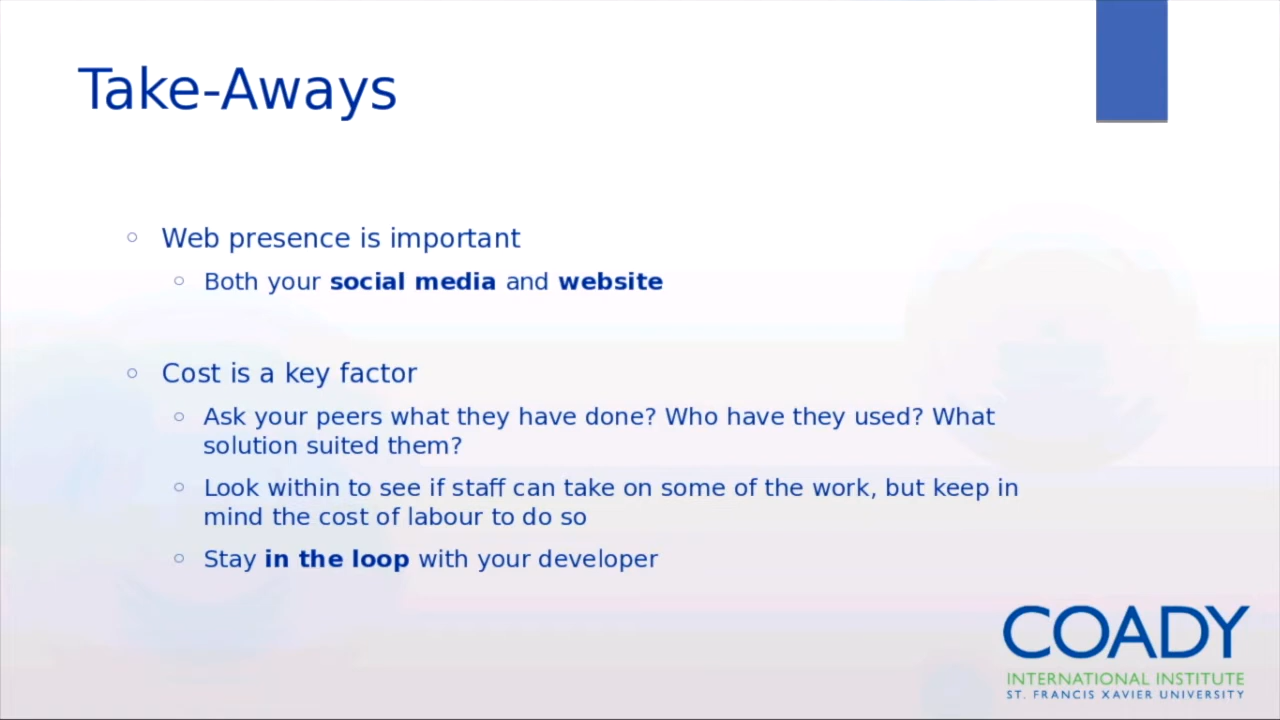 Take-Aways
Web presence is important
Both your social media and website
Cost is a key factor
Ask your peers what they have done? Who have they used? What
solution suited them?
Look within to see if staff can take on some of the work, but keep in
mind the cost of labour to do so
Stay in the loop with your developer
COADY
INTERNATIONAL INSTITUTE
ST. FRANCIS XAVIER UNIVERSITY